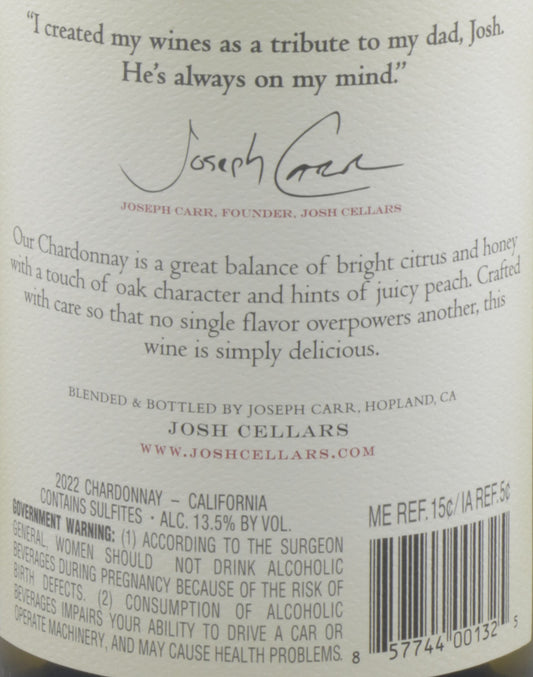 “I created my wines as a tribute to my dad, Josh.
He’s always on my mind.”
Joseph Carr
JOSEPH CARR, FOUNDER, JOSH CELLARS
Our Chardonnay is a great balance of bright citrus and honey
with a touch of oak character and hints of juicy peach. Crafted
with care so that no single flavor overpowers another, this
wine is simply delicious.
BLENDED & BOTTLED BY JOSEPH CARR, HOPLAND, CA
JOSH CELLARS
WWW.JOSHCELLARS.COM
2022 CHARDONNAY – CALIFORNIA
CONTAINS SULFITES · ALC. 13.5% BY VOL.
GOVERNMENT WARNING: (1) ACCORDING TO THE SURGEON
GENERAL, WOMEN SHOULD NOT DRINK ALCOHOLIC
BEVERAGES DURING PREGNANCY BECAUSE OF THE RISK OF
BIRTH DEFECTS. (2) CONSUMPTION OF ALCOHOLIC
BEVERAGES IMPAIRS YOUR ABILITY TO DRIVE A CAR OR
OPERATE MACHINERY, AND MAY CAUSE HEALTH PROBLEMS.
ME REF. 15¢/IA REF. 5¢
8 57744 00132 5